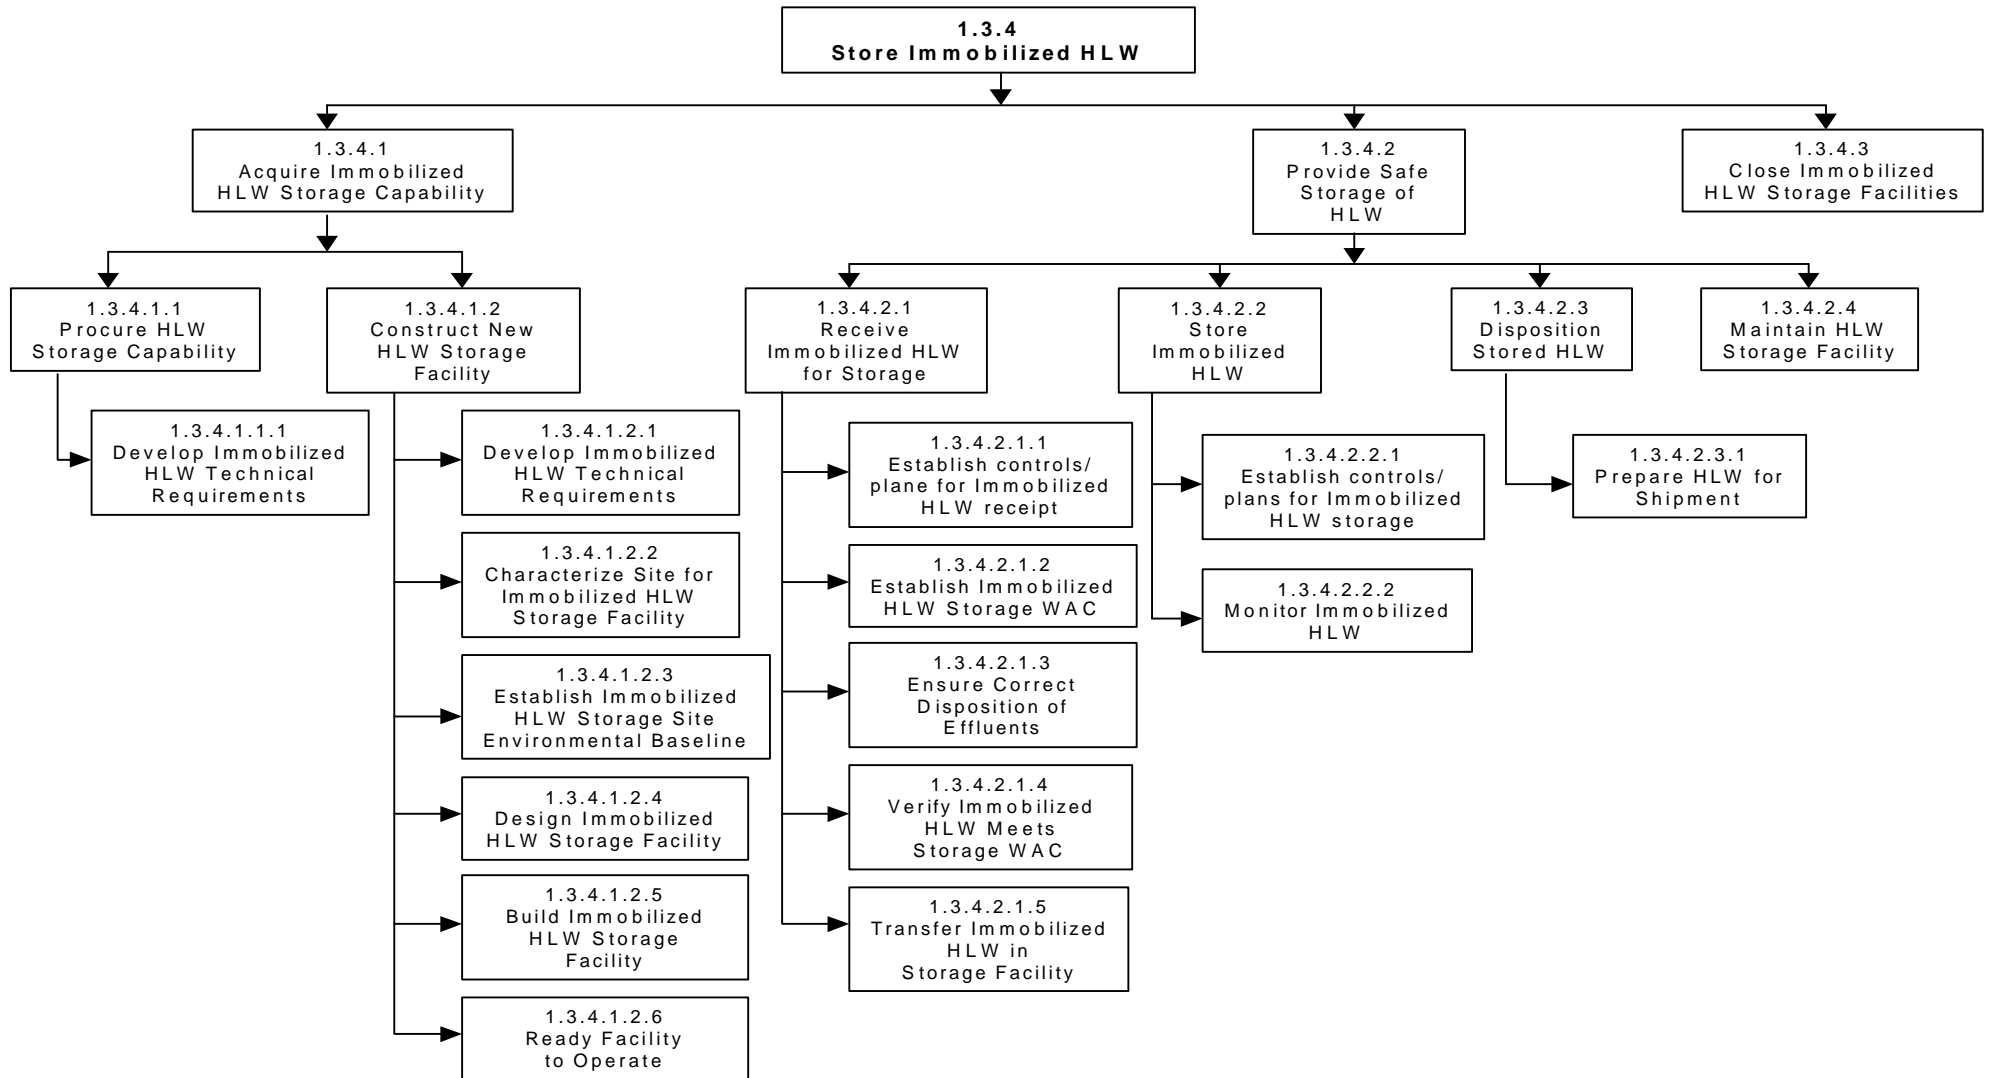 1.3.4
Store Immobilized HLW
1.3.4.1
Acquire Immobilized
HLW Storage Capability
1.3.4.2
Provide Safe
Storage of
HLW
1.3.4.3
Close Immobilized
HLW Storage Facilities
1.3.4.1.1
Procure HLW
Storage Capability
1.3.4.1.2
Construct New
HLW Storage
Facility
1.3.4.2.1
Receive
Immobilized HLW
for Storage
1.3.4.2.2
Store
Immobilized
HLW
1.3.4.2.3
Disposition
Stored HLW
1.3.4.2.4
Maintain HLW
Storage Facility
1.3.4.1.1.1
Develop Immobilized
HLW Technical
Requirements
1.3.4.1.2.1
Develop Immobilized
HLW Technical
Requirements
1.3.4.1.2.2
Characterize Site for
Immobilized HLW
Storage Facility
1.3.4.1.2.3
Establish Immobilized
HLW Storage Site
Environmental Baseline
1.3.4.1.2.4
Design Immobilized
HLW Storage Facility
1.3.4.1.2.5
Build Immobilized
HLW Storage
Facility
1.3.4.1.2.6
Ready Facility
to Operate
1.3.4.2.1.1
Establish controls/
plane for Immobilized
HLW receipt
1.3.4.2.1.2
Establish Immobilized
HLW Storage WAC
1.3.4.2.1.3
Ensure Correct
Disposition of
Effluents
1.3.4.2.1.4
Verify Immobilized
HLW Meets
Storage WAC
1.3.4.2.1.5
Transfer Immobilized
HLW in
Storage Facility
1.3.4.2.2.1
Establish controls/
plans for Immobilized
HLW storage
1.3.4.2.2.2
Monitor Immobilized
HLW
1.3.4.2.3.1
Prepare HLW for
Shipment